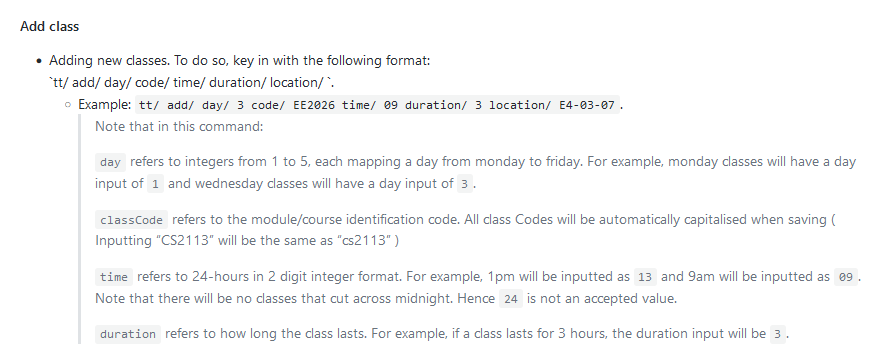 Add class
Adding new classes. To do so, key in with the following format:
`tt/ add/ day/ code/ time/ duration/ location/ `.
Example: tt/ add/ day/ 3 code/ EE2026 time/ 09 duration/ 3 location/ E4-03-07.
Note that in this command:
day refers to integers from 1 to 5, each mapping a day from monday to friday. For example, monday classes will have a day
input of 1 and wednesday classes will have a day input of 3.
classCode refers to the module/course identification code. All class Codes will be automatically capitalised when saving (
Inputting “CS2113” will be the same as “cs2113” )
time refers to 24-hours in 2 digit integer format. For example, 1pm will be inputted as 13 and 9am will be inputted as 09.
Note that there will be no classes that cut across midnight. Hence 24 is not an accepted value.
duration refers to how long the class lasts. For example, if a class lasts for 3 hours, the duration input will be 3.